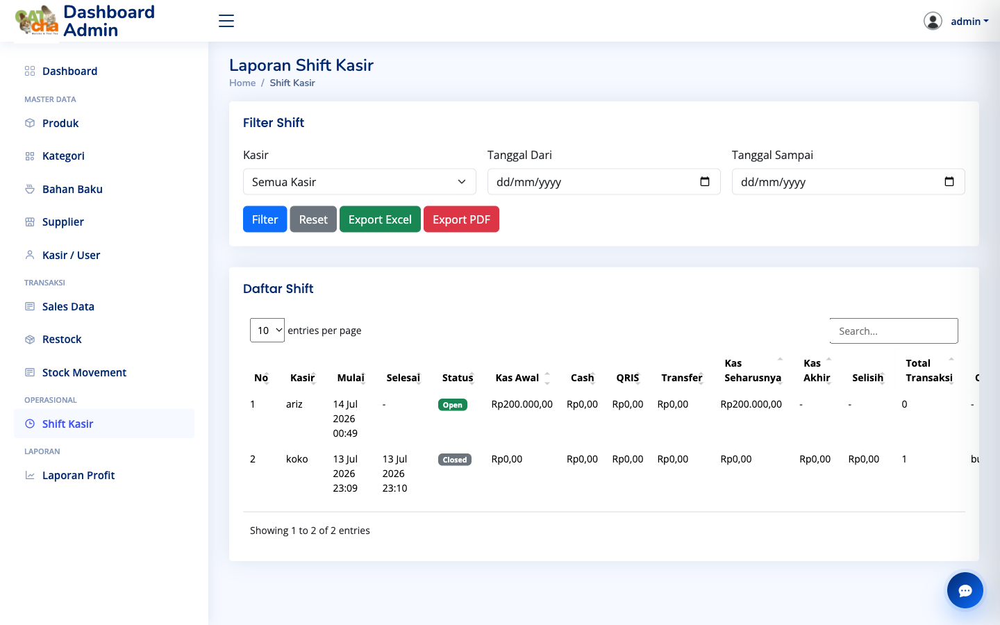 CATcha
Dashboard
Admin
admin
Dashboard
MASTER DATA
Produk
Kategori
Bahan Baku
Supplier
Kasir / User
TRANSAKSI
Sales Data
Restock
Stock Movement
OPERASIONAL
Shift Kasir
LAPORAN
Laporan Profit
Laporan Shift Kasir
Home / Shift Kasir
Filter Shift
Kasir Tanggal Dari Tanggal Sampai
Semua Kasir dd/mm/yyyy dd/mm/yyyy
Filter Reset Export Excel Export PDF
Daftar Shift
10 entries per page Search...
No Kasir Mulai Selesai Status Kas Awal Cash QRIS Transfer Kas Seharusnya Kas Akhir Selisih Total Transaksi
1 ariz 14 Jul 2026 00:49 - Open Rp200.000,00 Rp0,00 Rp0,00 Rp0,00 Rp200.000,00 - - 0 -
2 koko 13 Jul 2026 23:09 13 Jul 2026 23:10 Closed Rp0,00 Rp0,00 Rp0,00 Rp0,00 Rp0,00 Rp0,00 Rp0,00 1
Showing 1 to 2 of 2 entries